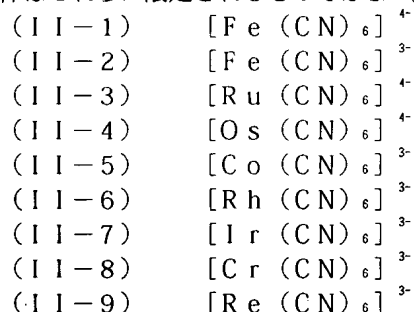 (II−1) [Fe(CN)₆]⁴⁻
(II−2) [Fe(CN)₆]³⁻
(II−3) [Ru(CN)₆]⁴⁻
(II−4) [Os(CN)₆]⁴⁻
(II−5) [Co(CN)₆]³⁻
(II−6) [Rh(CN)₆]³⁻
(II−7) [Ir(CN)₆]³⁻
(II−8) [Cr(CN)₆]³⁻
(II−9) [Re(CN)₆]³⁻